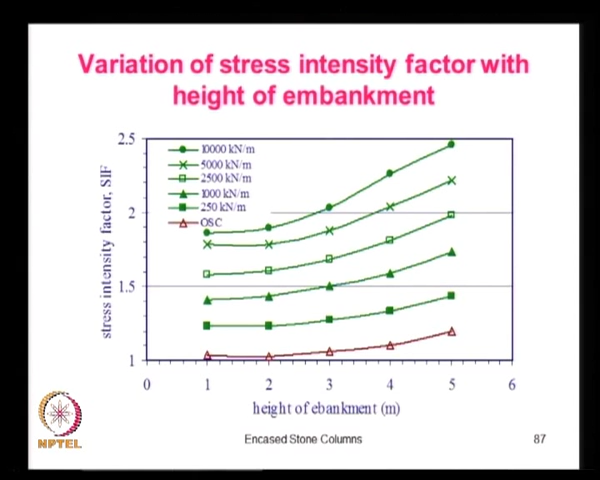 Variation of stress intensity factor with
height of embankment
stress intensity factor, SIF
2.5
2
1.5
1
10000 kN/m
5000 kN/m
2500 kN/m
1000 kN/m
250 kN/m
OSC
0 1 2 3 4 5 6
height of ebankment (m)
NPTEL
Encased Stone Columns
87